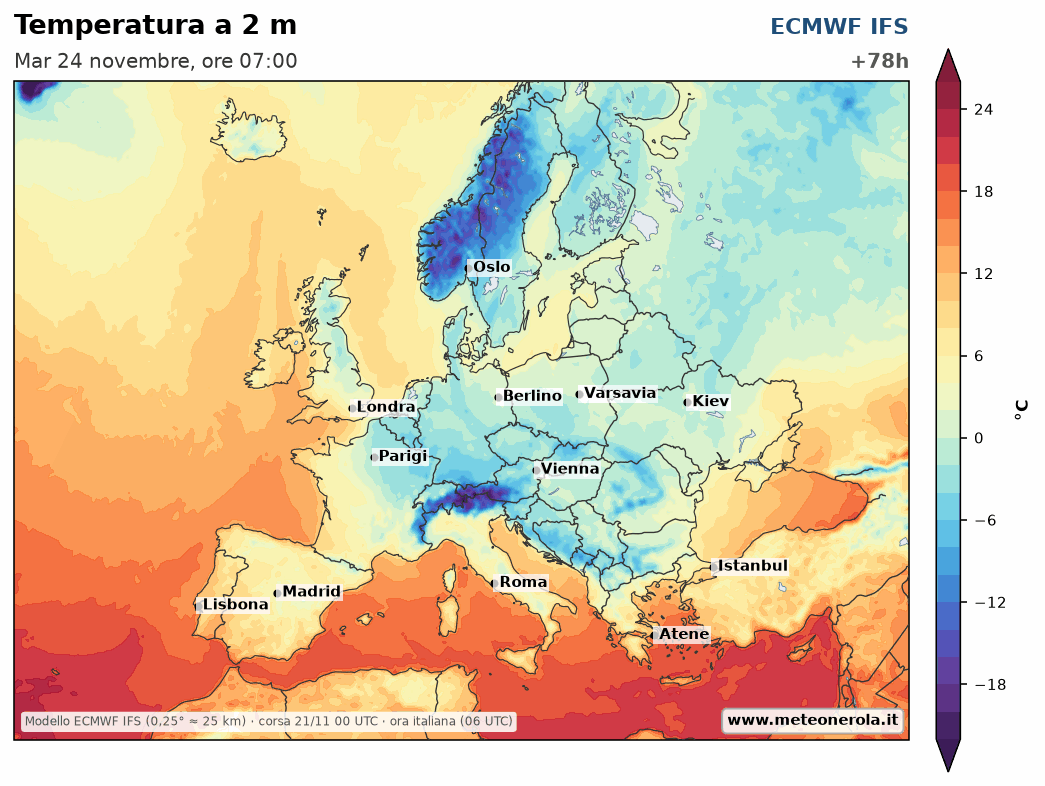 Temperatura a 2 m
ECMWF IFS
Mar 24 novembre, ore 07:00
+78h
24
18
12
6
0
−6
−12
−18
°C
Oslo
Berlino
Varsavia
Kiev
Londra
Parigi
Vienna
Istanbul
Roma
Madrid
Lisbona
Atene
Modello ECMWF IFS (0,25° ≈ 25 km) · corsa 21/11 00 UTC · ora italiana (06 UTC)
www.meteonerola.it